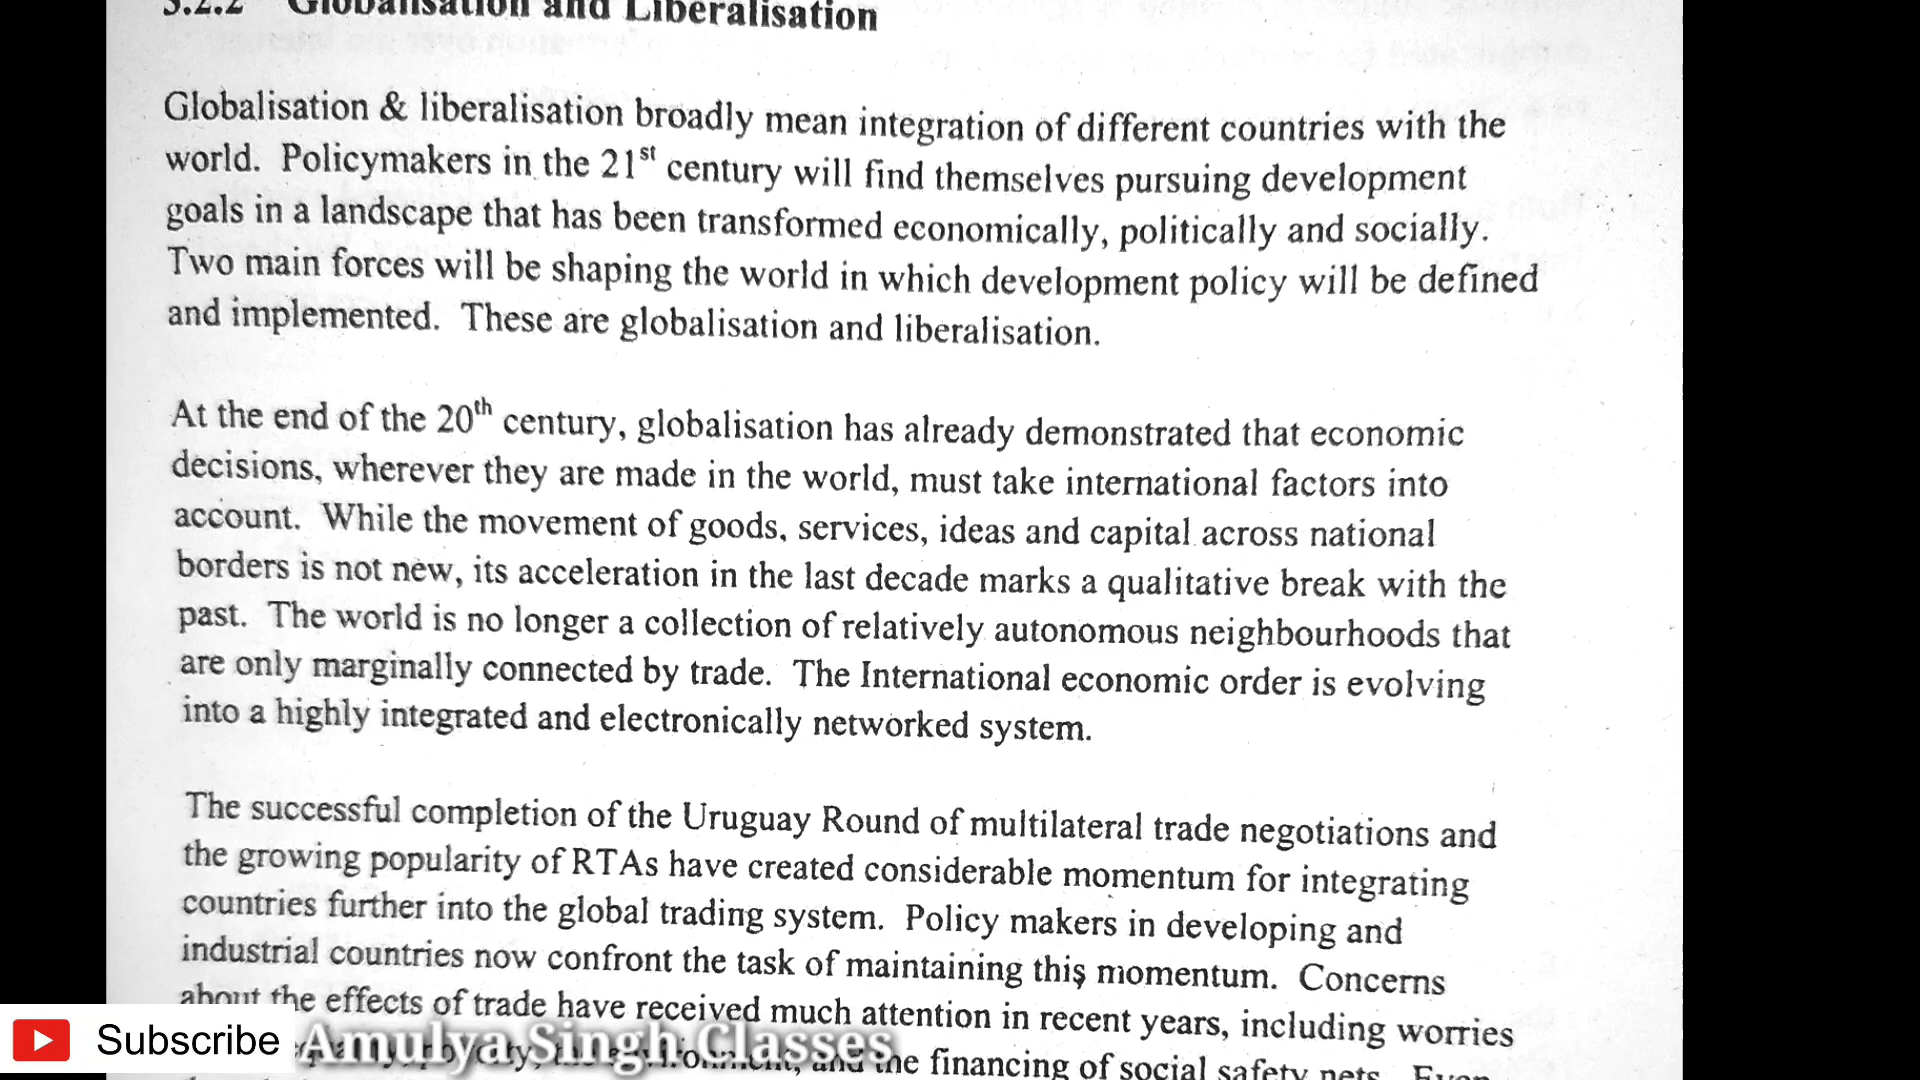 3.2.2 Globalisation and Liberalisation
Globalisation & liberalisation broadly mean integration of different countries with the
world. Policymakers in the 21st century will find themselves pursuing development
goals in a landscape that has been transformed economically, politically and socially.
Two main forces will be shaping the world in which development policy will be defined
and implemented. These are globalisation and liberalisation.
At the end of the 20th century, globalisation has already demonstrated that economic
decisions, wherever they are made in the world, must take international factors into
account. While the movement of goods, services, ideas and capital across national
borders is not new, its acceleration in the last decade marks a qualitative break with the
past. The world is no longer a collection of relatively autonomous neighbourhoods that
are only marginally connected by trade. The International economic order is evolving
into a highly integrated and electronically networked system.
The successful completion of the Uruguay Round of multilateral trade negotiations and
the growing popularity of RTAs have created considerable momentum for integrating
countries further into the global trading system. Policy makers in developing and
industrial countries now confront the task of maintaining this momentum. Concerns
about the effects of trade have received much attention in recent years, including worries
and the financing of social safety nets. Even
Subscribe Amulya Singh Classes